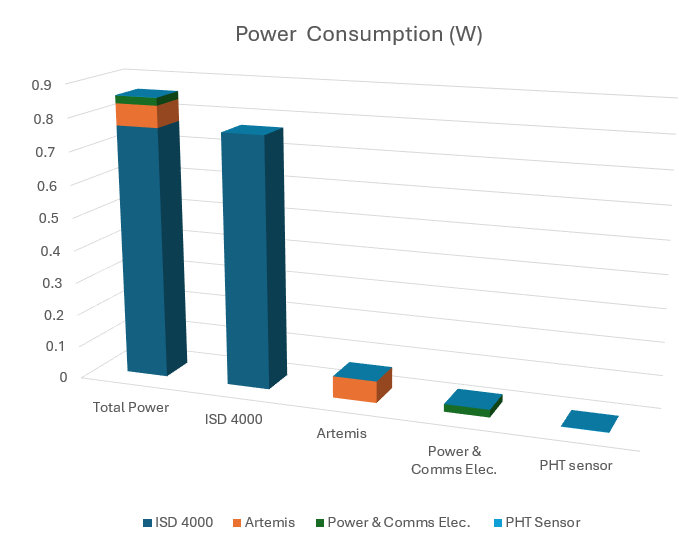 Power Consumption (W)
0.9
0.8
0.7
0.6
0.5
0.4
0.3
0.2
0.1
0
Total Power
ISD 4000
Artemis
Power &
Comms Elec.
PHT sensor
ISD 4000
Artemis
Power & Comms Elec.
PHT Sensor